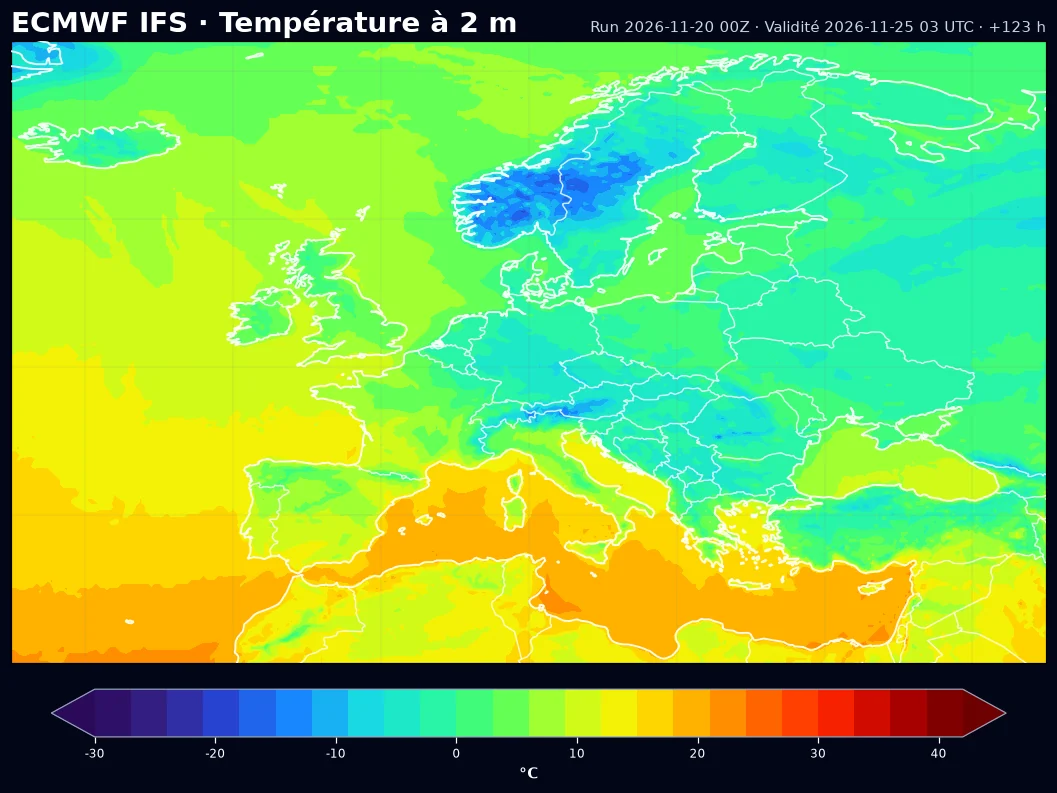 ECMWF IFS · Température à 2 m
Run 2026-11-20 00Z · Validité 2026-11-25 03 UTC · +123 h
-30 -20 -10 0 10 20 30 40
°C